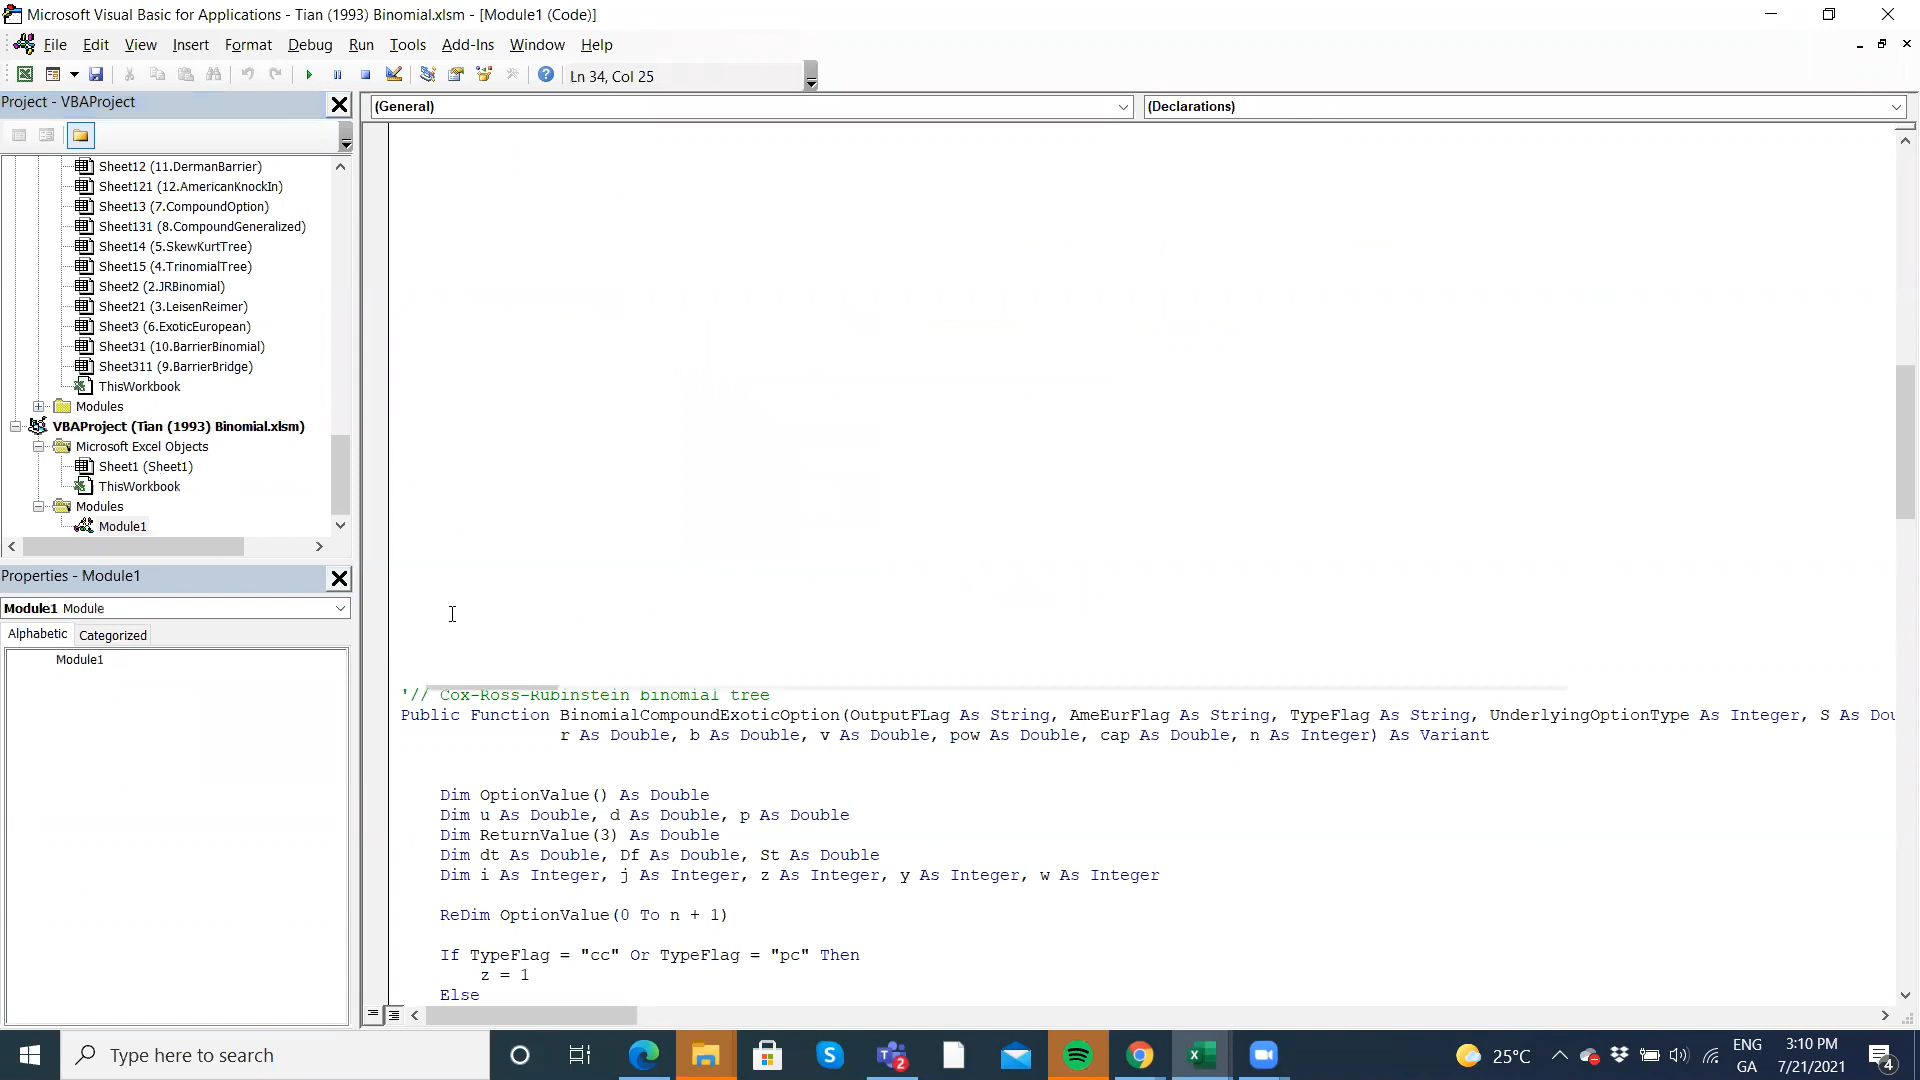 Microsoft Visual Basic for Applications - Tian (1993) Binomial.xlsm - [Module1 (Code)]
File Edit View Insert Format Debug Run Tools Add-Ins Window Help
Ln 34, Col 25
Project - VBAProject
(General)
(Declarations)
Sheet12 (11.DermanBarrier)
Sheet121 (12.AmericanKnockIn)
Sheet13 (7.CompoundOption)
Sheet131 (8.CompoundGeneralized)
Sheet14 (5.SkewKurtTree)
Sheet15 (4.TrinomialTree)
Sheet2 (2.JRBinomial)
Sheet21 (3.LeisenReimer)
Sheet3 (6.ExoticEuropean)
Sheet31 (10.BarrierBinomial)
Sheet311 (9.BarrierBridge)
ThisWorkbook
Modules
VBAProject (Tian (1993) Binomial.xlsm)
Microsoft Excel Objects
Sheet1 (Sheet1)
ThisWorkbook
Modules
Module1
Properties - Module1
Module1 Module
Alphabetic Categorized
Module1
'// Cox-Ross-Rubinstein binomial tree
Public Function BinomialCompoundExoticOption(OutputFLag As String, AmeEurFlag As String, TypeFlag As String, UnderlyingOptionType As Integer, S As Dou
r As Double, b As Double, v As Double, pow As Double, cap As Double, n As Integer) As Variant
Dim OptionValue() As Double
Dim u As Double, d As Double, p As Double
Dim ReturnValue(3) As Double
Dim dt As Double, Df As Double, St As Double
Dim i As Integer, j As Integer, z As Integer, y As Integer, w As Integer
ReDim OptionValue(0 To n + 1)
If TypeFlag = "cc" Or TypeFlag = "pc" Then
z = 1
Else
Type here to search
2
25°C
ENG
GA
3:10 PM
7/21/2021
4